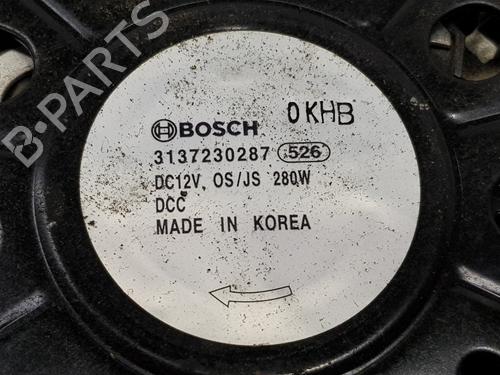 B-PARTS
BOSCH 0KHB
3137230287 526
DC12V, OS/JS 280W
DCC
MADE IN KOREA